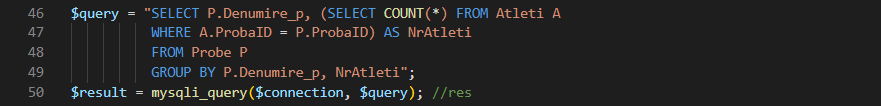 46 $query = "SELECT P.Denumire_p, (SELECT COUNT(*) FROM Atleti A
47 WHERE A.ProbaID = P.ProbaID) AS NrAtleti
48 FROM Probe P
49 GROUP BY P.Denumire_p, NrAtleti";
50 $result = mysqli_query($connection, $query); //res